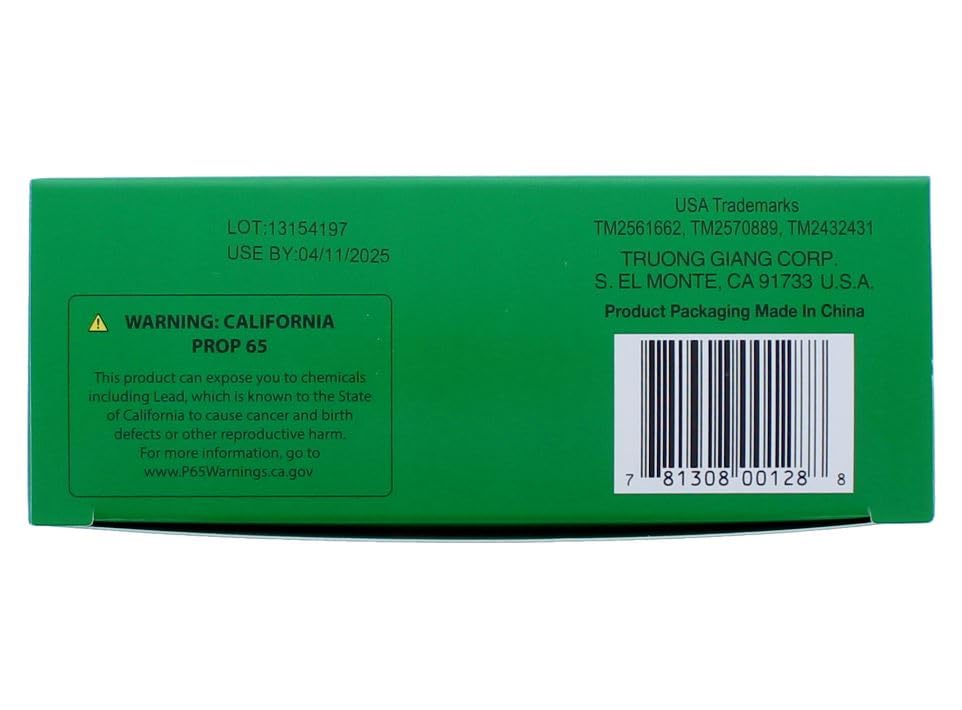 LOT:13154197
USE BY:04/11/2025
WARNING: CALIFORNIA
PROP 65
This product can expose you to chemicals
including Lead, which is known to the State
of California to cause cancer and birth
defects or other reproductive harm.
For more information, go to
www.P65Warnings.ca.gov
USA Trademarks
TM2561662, TM2570889, TM2432431
TRUONG GIANG CORP.
S. EL MONTE, CA 91733 U.S.A.
Product Packaging Made In China
7 81308 00128 8